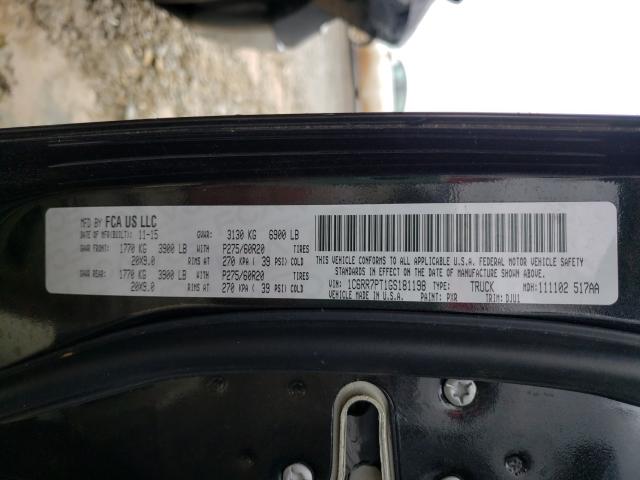 MFD BY FCA US LLC
DATE OF MFR(BUILT): 11-15 GVWR: 3130 KG 6900 LB
GAWR FRONT: 1770 KG 3900 LB WITH P275/60R20 TIRES
20X9.0 RIMS AT 270 KPA ( 39 PSI) COLD
GAWR REAR: 1770 KG 3900 LB WITH P275/60R20 TIRES
20X9.0 RIMS AT 270 KPA ( 39 PSI) COLD
THIS VEHICLE CONFORMS TO ALL APPLICABLE U.S.A. FEDERAL MOTOR VEHICLE SAFETY
STANDARDS IN EFFECT ON THE DATE OF MANUFACTURE SHOWN ABOVE.
VIN: 1C6RR7PT1GS181198 TYPE: TRUCK MDH: 111102 517AA
MADE IN U.S.A. PAINT: PXR TRIM: DJV1